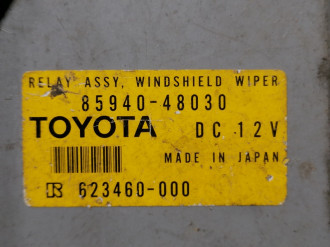 RELAY ASSY, WINDSHIELD WIPER
85940-48030
TOYOTA DC 12V
MADE IN JAPAN
R 623460-000